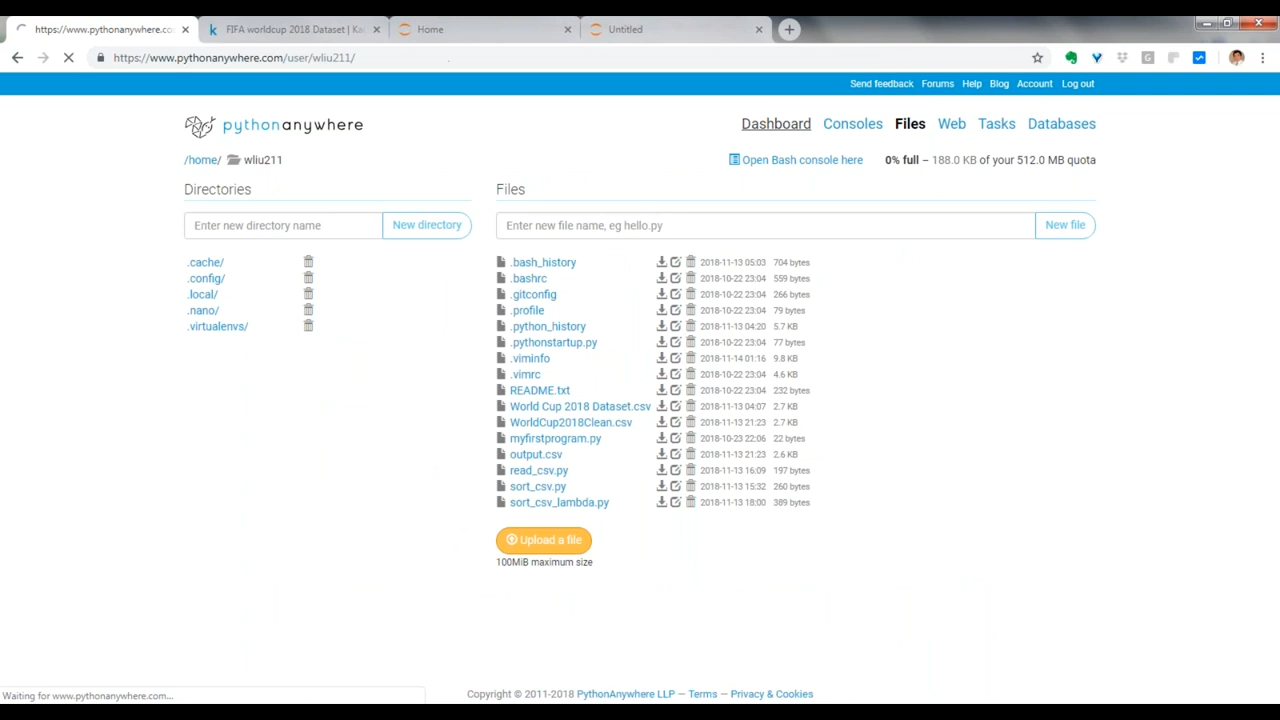 https://www.pythonanywhere.co
FIFA worldcup 2018 Dataset | Ka
Home
Untitled
https://www.pythonanywhere.com/user/wliu211/
Send feedback Forums Help Blog Account Log out
pythonanywhere
Dashboard Consoles Files Web Tasks Databases
/home/ wliu211
Open Bash console here 0% full – 188.0 KB of your 512.0 MB quota
Directories
Files
Enter new directory name New directory
Enter new file name, eg hello.py New file
.cache/
.config/
.local/
.nano/
.virtualenvs/
.bash_history 2018-11-13 05:03 704 bytes
.bashrc 2018-10-22 23:04 559 bytes
.gitconfig 2018-10-22 23:04 266 bytes
.profile 2018-10-22 23:04 79 bytes
.python_history 2018-11-13 04:20 5.7 KB
.pythonstartup.py 2018-10-22 23:04 77 bytes
.viminfo 2018-11-14 01:16 9.8 KB
.vimrc 2018-10-22 23:04 4.6 KB
README.txt 2018-10-22 23:04 232 bytes
World Cup 2018 Dataset.csv 2018-11-13 04:07 2.7 KB
WorldCup2018Clean.csv 2018-11-13 21:23 2.7 KB
myfirstprogram.py 2018-10-23 22:06 22 bytes
output.csv 2018-11-13 21:23 2.6 KB
read_csv.py 2018-11-13 16:09 197 bytes
sort_csv.py 2018-11-13 15:32 260 bytes
sort_csv_lambda.py 2018-11-13 18:00 389 bytes
Upload a file
100MiB maximum size
Waiting for www.pythonanywhere.com...
Copyright © 2011-2018 PythonAnywhere LLP — Terms — Privacy & Cookies